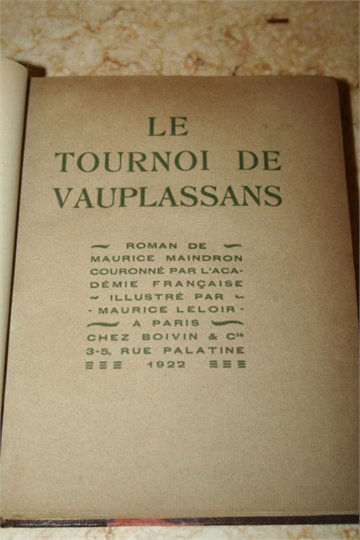 LE
TOURNOI DE
VAUPLASSANS
ROMAN DE
MAURICE MAINDRON
COURONNÉ PAR L'ACA-
DÉMIE FRANÇAISE
ILLUSTRÉ PAR
- MAURICE LELOIR -
A PARIS
CHEZ BOIVIN & Cie
3-5, RUE PALATINE
1922